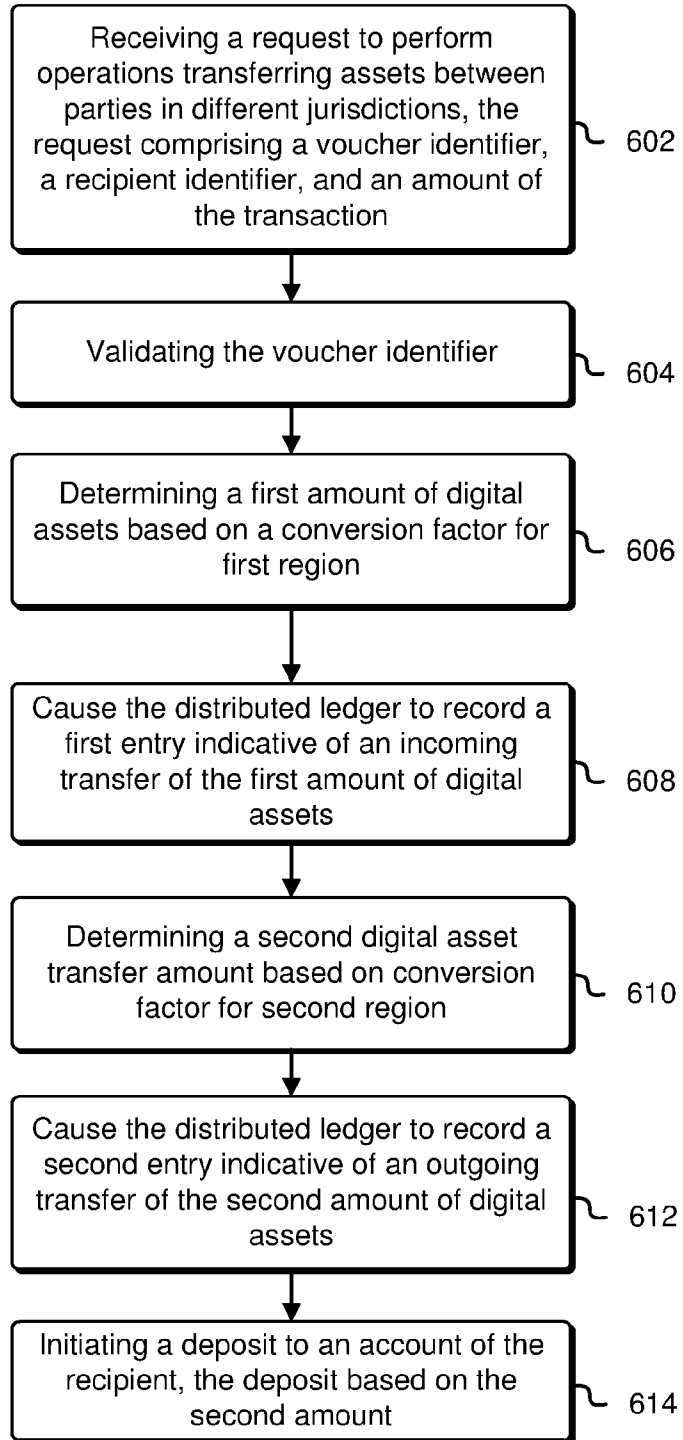 Receiving a request to perform
operations transferring assets between
parties in different jurisdictions, the
request comprising a voucher identifier,
a recipient identifier, and an amount of
the transaction
602
Validating the voucher identifier
604
Determining a first amount of digital
assets based on a conversion factor for
first region
606
Cause the distributed ledger to record a
first entry indicative of an incoming
transfer of the first amount of digital
assets
608
Determining a second digital asset
transfer amount based on conversion
factor for second region
610
Cause the distributed ledger to record a
second entry indicative of an outgoing
transfer of the second amount of digital
assets
612
Initiating a deposit to an account of the
recipient, the deposit based on the
second amount
614